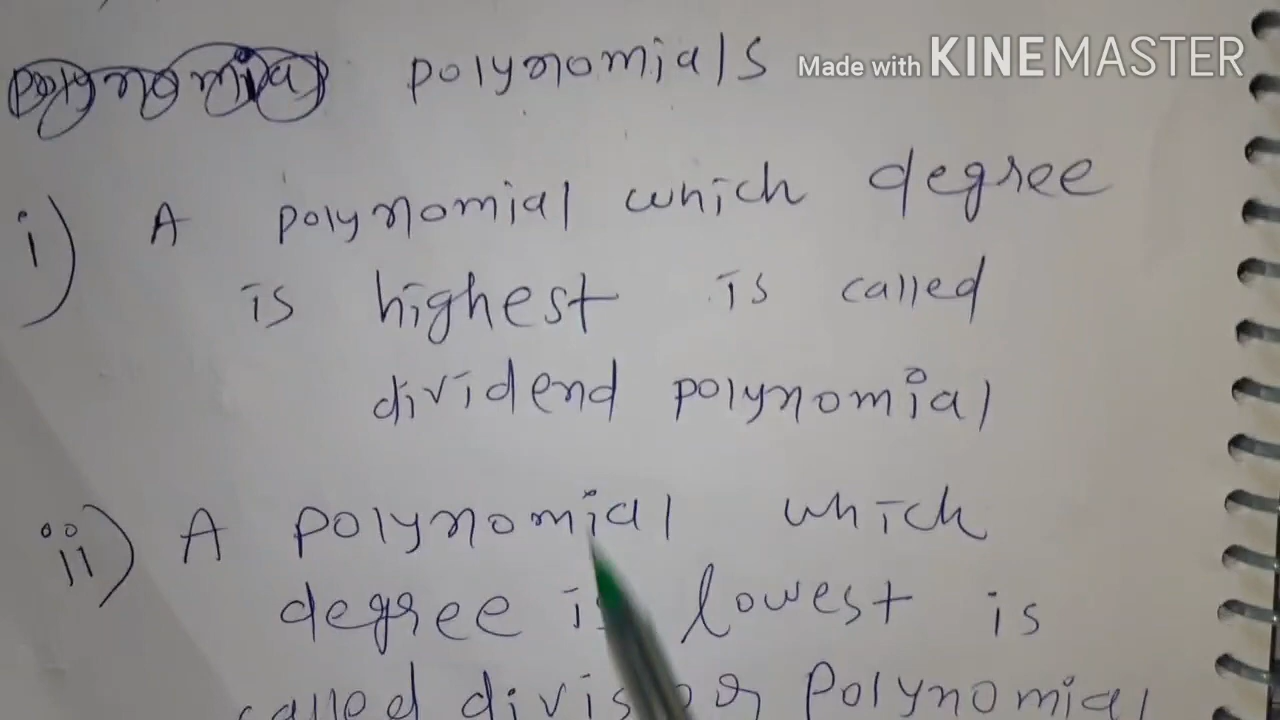 polynomials
Made with KINEMASTER
i) A polynomial which degree
is highest is called
dividend polynomial
ii) A polynomial which
degree is lowest is
called divisor polynomial